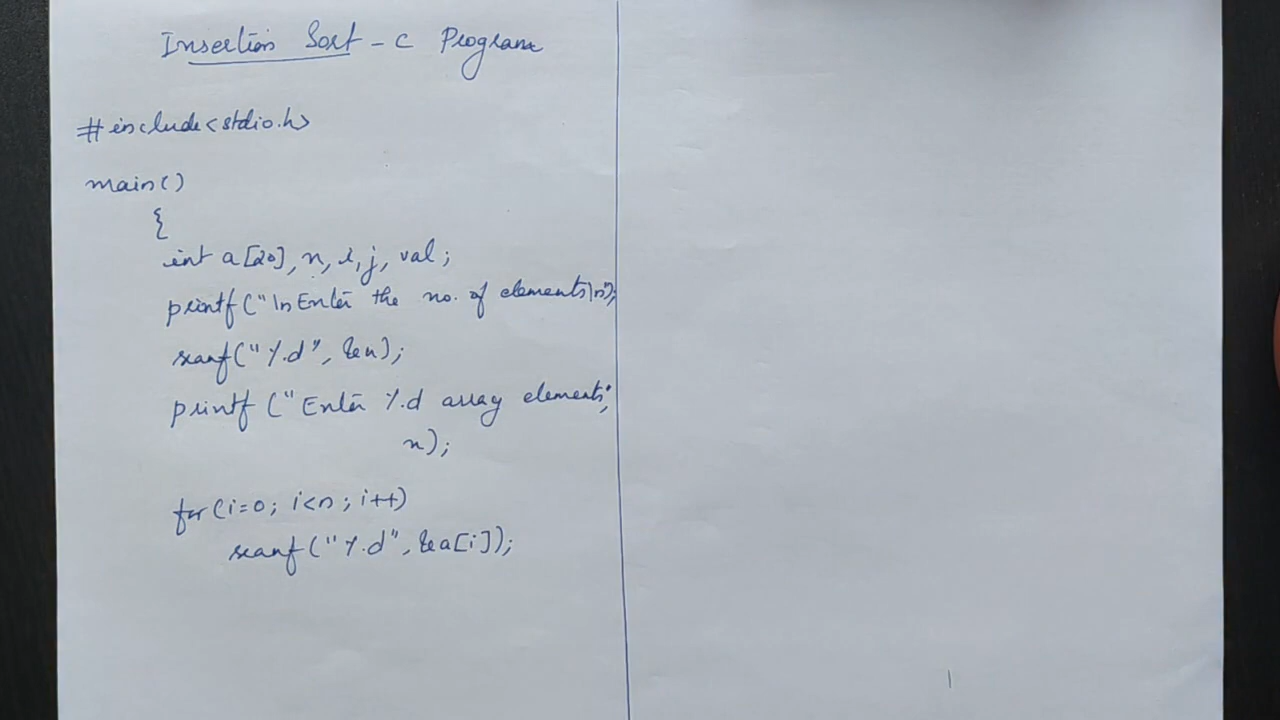 Insertion Sort - C Program
#include<stdio.h>
main()
{
int a[20], n, i, j, val;
printf("\nEnter the no. of elements\n");
scanf("%d", &n);
printf("Enter %d array elements",
n);
for(i=0; i<n; i++)
scanf("%d", &a[i]);